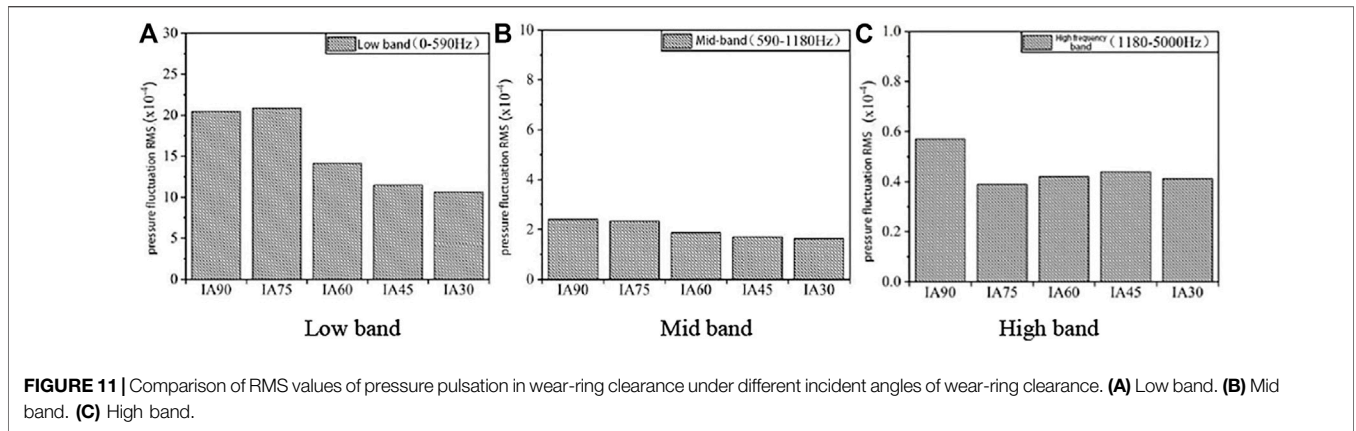 A
30
25
20
15
10
5
0
pressure fluctuation RMS (x10⁻⁴)
Low band (0-590Hz)
IA90 IA75 IA60 IA45 IA30
Low band
B
10
8
6
4
2
0
pressure fluctuation RMS (x10⁻⁴)
Mid-band (590-1180Hz)
IA90 IA75 IA60 IA45 IA30
Mid band
C
1.0
0.8
0.6
0.4
0.2
0.0
pressure fluctuation RMS (x10⁻⁴)
High frequency band (1180-5000Hz)
IA90 IA75 IA60 IA45 IA30
High band
FIGURE 11 | Comparison of RMS values of pressure pulsation in wear-ring clearance under different incident angles of wear-ring clearance. (A) Low band. (B) Mid
band. (C) High band.